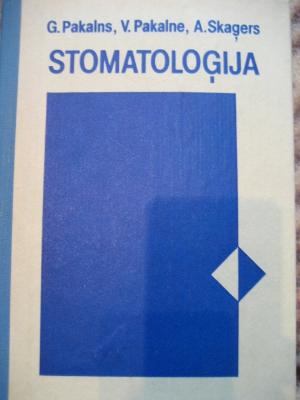 G. Pakalns, V. Pakalne, A. Skaģers
STOMATOLOĢIJA